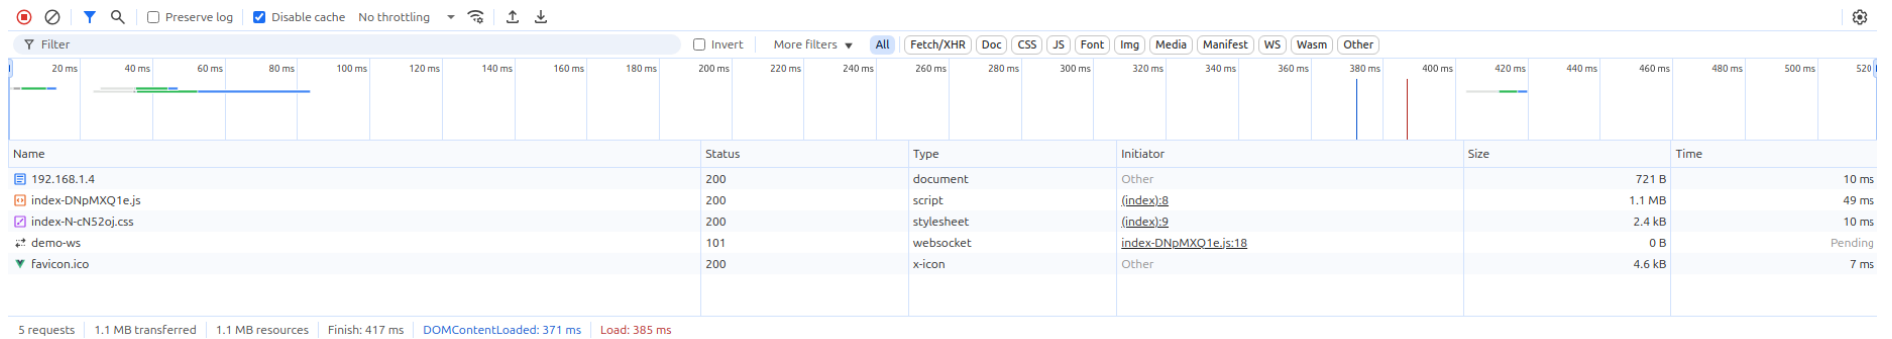 Preserve log Disable cache No throttling
Filter Invert More filters All Fetch/XHR Doc CSS JS Font Img Media Manifest WS Wasm Other
20 ms 40 ms 60 ms 80 ms 100 ms 120 ms 140 ms 160 ms 180 ms 200 ms 220 ms 240 ms 260 ms 280 ms 300 ms 320 ms 340 ms 360 ms 380 ms 400 ms 420 ms 440 ms 460 ms 480 ms 500 ms 520
Name Status Type Initiator Size Time
192.168.1.4 200 document Other 721 B 10 ms
index-DNpMXQ1e.js 200 script (index):8 1.1 MB 49 ms
index-N-cN52oj.css 200 stylesheet (index):9 2.4 kB 10 ms
demo-ws 101 websocket index-DNpMXQ1e.js:18 0 B Pending
favicon.ico 200 x-icon Other 4.6 kB 7 ms
5 requests 1.1 MB transferred 1.1 MB resources Finish: 417 ms DOMContentLoaded: 371 ms Load: 385 ms